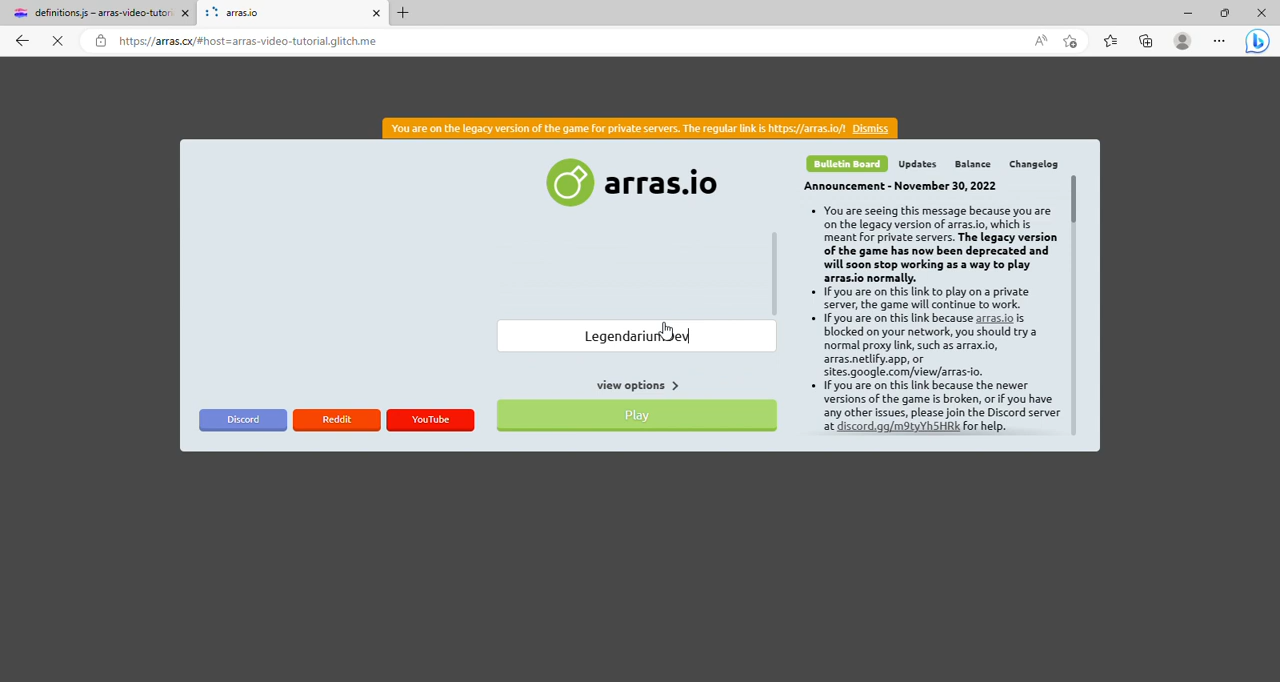 definitions.js – arras-video-tutori
arras.io
https://arras.cx/#host=arras-video-tutorial.glitch.me
You are on the legacy version of the game for private servers. The regular link is https://arras.io/! Dismiss
arras.io
view options
Play
Discord Reddit YouTube
Bulletin Board Updates Balance Changelog
Announcement - November 30, 2022
• You are seeing this message because you are
on the legacy version of arras.io, which is
meant for private servers. The legacy version
of the game has now been deprecated and
will soon stop working as a way to play
arras.io normally.
• If you are on this link to play on a private
server, the game will continue to work.
• If you are on this link because arras.io is
blocked on your network, you should try a
normal proxy link, such as arrax.io,
arras.netlify.app, or
sites.google.com/view/arras-io.
• If you are on this link because the newer
versions of the game is broken, or if you have
any other issues, please join the Discord server
at discord.gg/m9tyYh5HRk for help.